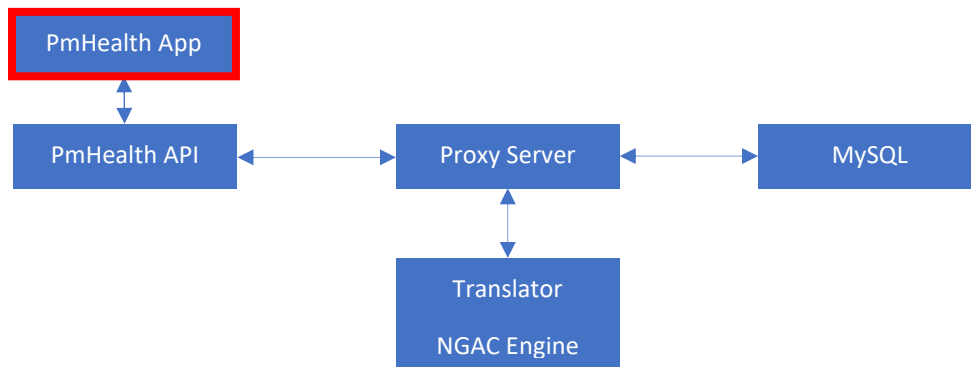 PmHealth App
PmHealth API
Proxy Server
MySQL
Translator
NGAC Engine